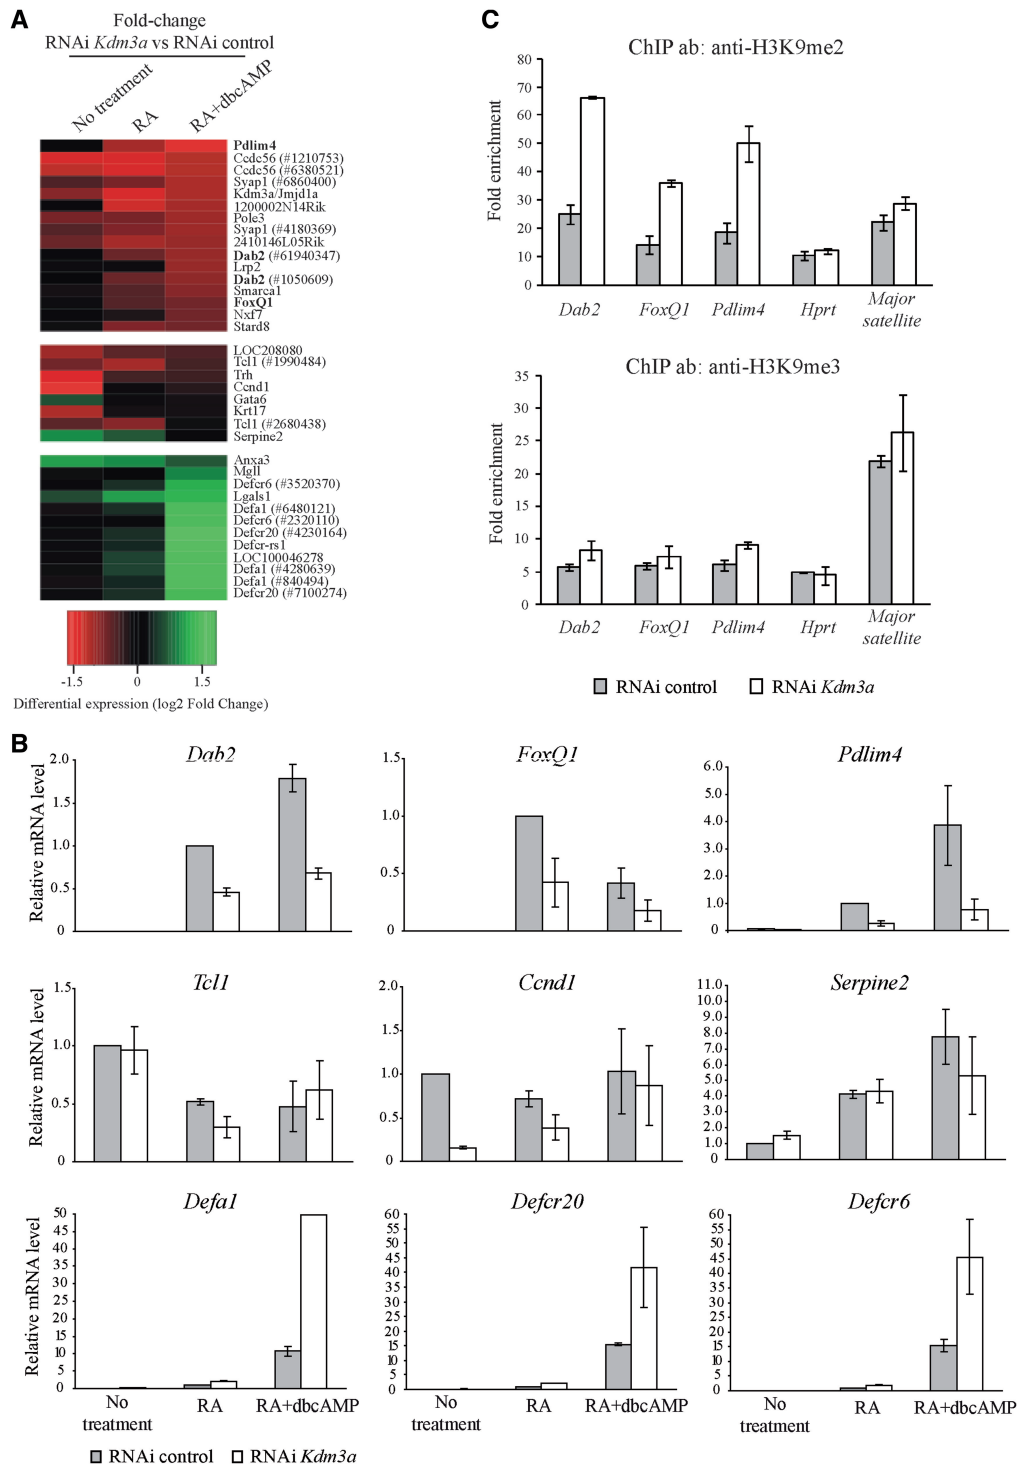 A
Fold-change
RNAi Kdm3a vs RNAi control
No treatment
RA
RA+dbcAMP
Pdlim4
Ccdc56 (#1210753)
Ccdc56 (#6380521)
Syap1 (#6860400)
Kdm3a/Jmjd1a
1200002N14Rik
Pole3
Syap1 (#4180369)
2410146L05Rik
Dab2 (#61940347)
Lrp2
Dab2 (#1050609)
Smarca1
FoxQ1
Nxf7
Stard8
LOC208080
Tcl1 (#1990484)
Trh
Ccnd1
Gata6
Krt17
Tcl1 (#2680438)
Serpine2
Anxa3
Mgll
Defcr6 (#3520370)
Lgals1
Defa1 (#6480121)
Defcr6 (#2320110)
Defcr20 (#4230164)
Defcr-rs1
LOC100046278
Defa1 (#4280639)
Defa1 (#840494)
Defcr20 (#7100274)
-1.5 0 1.5
Differential expression (log2 Fold Change)
C
ChIP ab: anti-H3K9me2
Fold enrichment
80
70
60
50
40
30
20
10
0
Dab2 FoxQ1 Pdlim4 Hprt Major
satellite
ChIP ab: anti-H3K9me3
Fold enrichment
35
30
25
20
15
10
5
0
Dab2 FoxQ1 Pdlim4 Hprt Major
satellite
RNAi control RNAi Kdm3a
B
Dab2
Relative mRNA level
2.0
1.5
1.0
0.5
0
FoxQ1
1.5
1.0
0.5
0
Pdlim4
6.0
5.0
4.0
3.0
2.0
1.0
0
Tcl1
Relative mRNA level
1.5
1.0
0.5
0
Ccnd1
2.0
1.5
1.0
0.5
0
Serpine2
11.0
10.0
9.0
8.0
7.0
6.0
5.0
4.0
3.0
2.0
1.0
0
Defa1
Relative mRNA level
50
45
40
35
30
25
20
15
10
5
0
No
treatment
RA
RA+dbcAMP
Defcr20
60
55
50
45
40
35
30
25
20
15
10
5
0
No
treatment
RA
RA+dbcAMP
Defcr6
60
55
50
45
40
35
30
25
20
15
10
5
0
No
treatment
RA
RA+dbcAMP
RNAi control RNAi Kdm3a